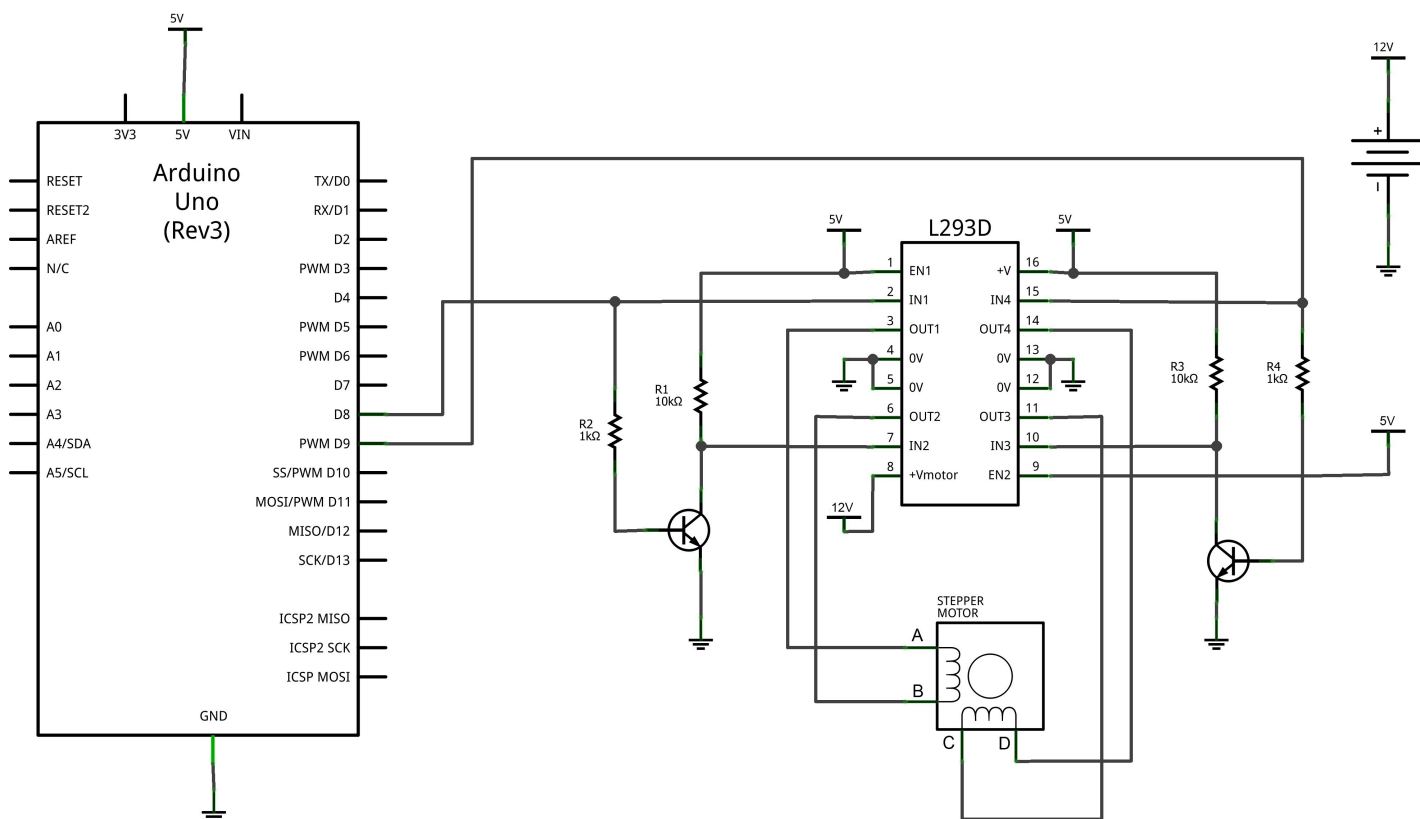 5V
3V3
5V
VIN
Arduino
Uno
(Rev3)
RESET
RESET2
AREF
N/C
A0
A1
A2
A3
A4/SDA
A5/SCL
TX/D0
RX/D1
D2
PWM D3
D4
PWM D5
PWM D6
D7
D8
PWM D9
SS/PWM D10
MOSI/PWM D11
MISO/D12
SCK/D13
ICSP2 MISO
ICSP2 SCK
ICSP MOSI
GND
R2
1kΩ
R1
10kΩ
5V
L293D
5V
1 EN1
2 IN1
3 OUT1
4 0V
5 0V
6 OUT2
7 IN2
8 +Vmotor
+V 16
IN4 15
OUT4 14
0V 13
0V 12
OUT3 11
IN3 10
EN2 9
12V
R3
10kΩ
R4
1kΩ
12V
+
5V
STEPPER
MOTOR
A
B
C D